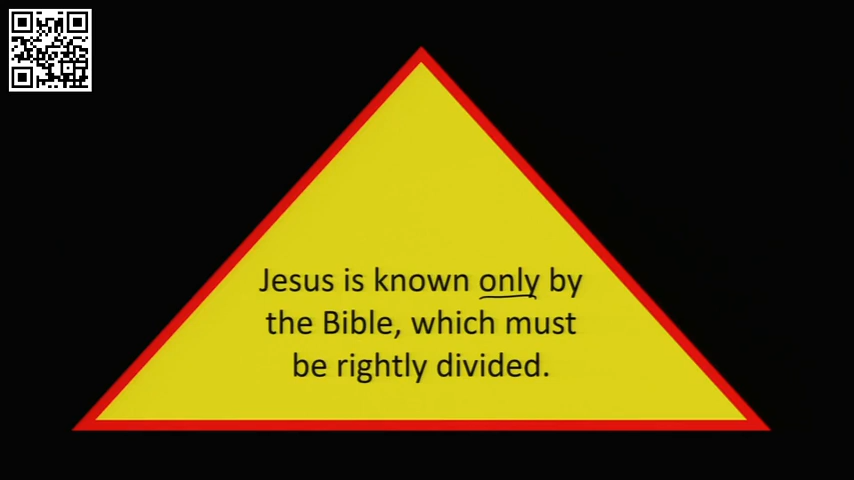 Jesus is known only by
the Bible, which must
be rightly divided.